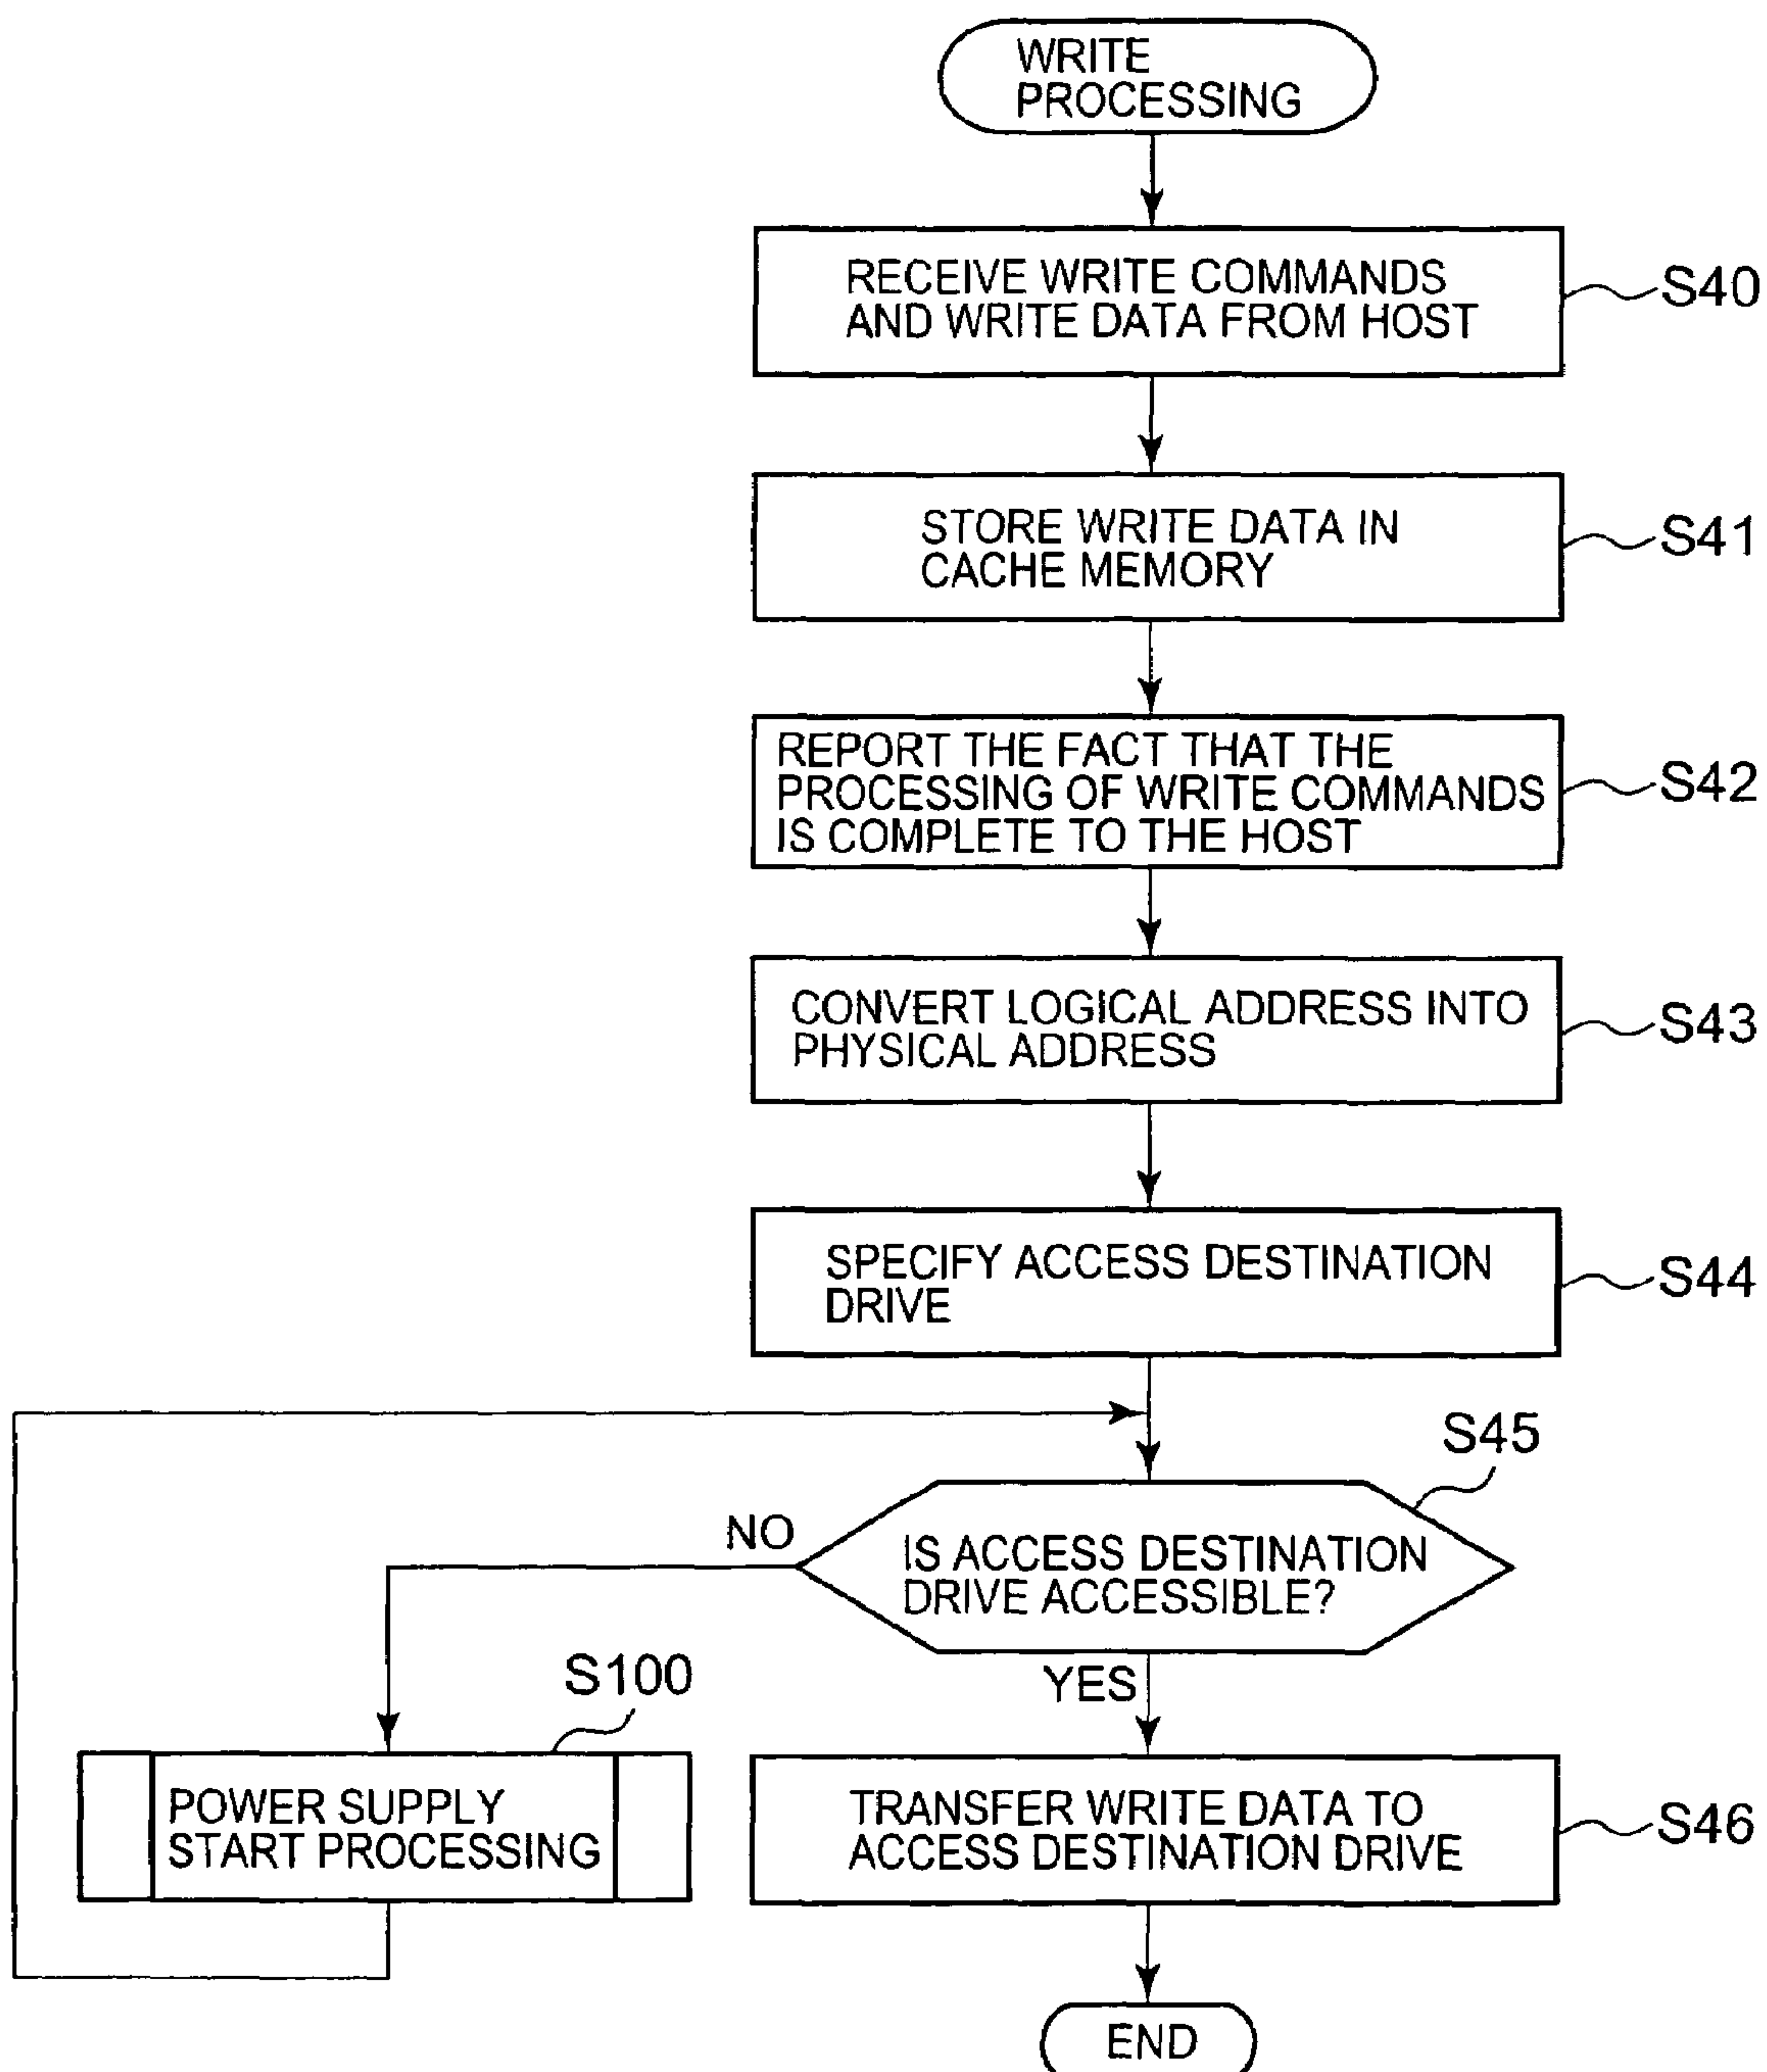 WRITE
PROCESSING
RECEIVE WRITE COMMANDS
AND WRITE DATA FROM HOST
S40
STORE WRITE DATA IN
CACHE MEMORY
S41
REPORT THE FACT THAT THE
PROCESSING OF WRITE COMMANDS
IS COMPLETE TO THE HOST
S42
CONVERT LOGICAL ADDRESS INTO
PHYSICAL ADDRESS
S43
SPECIFY ACCESS DESTINATION
DRIVE
S44
S45
NO
IS ACCESS DESTINATION
DRIVE ACCESSIBLE?
S100
YES
POWER SUPPLY
START PROCESSING
TRANSFER WRITE DATA TO
ACCESS DESTINATION DRIVE
S46
END